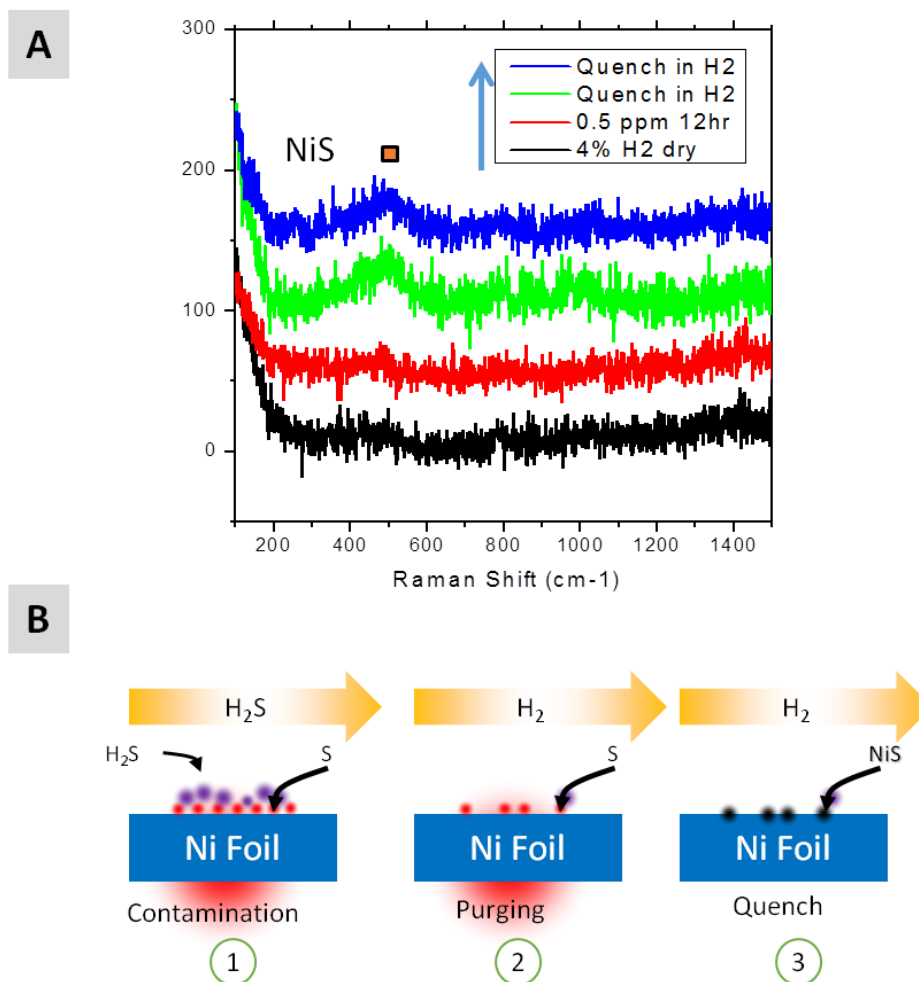 A
300
200
100
0
NiS
Quench in H2
Quench in H2
0.5 ppm 12hr
4% H2 dry
200 400 600 800 1000 1200 1400
Raman Shift (cm-1)
B
H₂S
H₂
H₂
H₂S
S
S
NiS
Ni Foil
Ni Foil
Ni Foil
Contamination
Purging
Quench
1
2
3